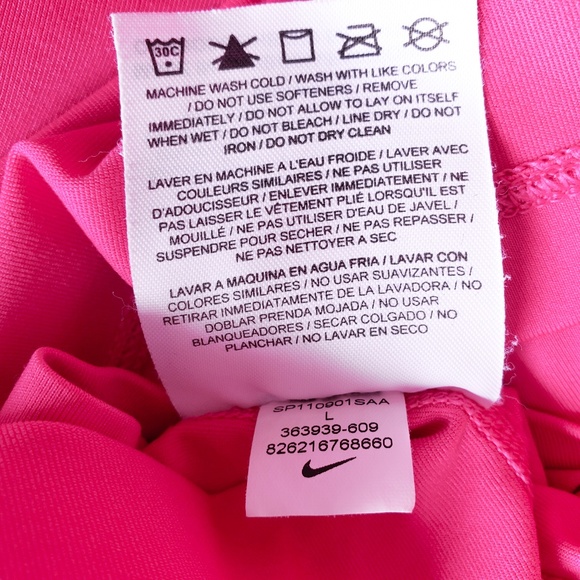 30C
MACHINE WASH COLD / WASH WITH LIKE COLORS
/ DO NOT USE SOFTENERS / REMOVE
IMMEDIATELY / DO NOT ALLOW TO LAY ON ITSELF
WHEN WET / DO NOT BLEACH / LINE DRY / DO NOT
IRON / DO NOT DRY CLEAN
LAVER EN MACHINE A L'EAU FROIDE / LAVER AVEC
COULEURS SIMILAIRES / NE PAS UTILISER
D'ADOUCISSEUR / ENLEVER IMMEDIATEMENT / NE
PAS LAISSER LE VÊTEMENT PLIÉ LORSQU'IL EST
MOUILLÉ / NE PAS UTILISER D'EAU DE JAVEL /
SUSPENDRE POUR SECHER / NE PAS REPASSER /
NE PAS NETTOYER A SEC
LAVAR A MAQUINA EN AGUA FRIA / LAVAR CON
COLORES SIMILARES / NO USAR SUAVIZANTES /
RETIRAR INMEDIATAMENTE DE LA LAVADORA / NO
DOBLAR PRENDA MOJADA / NO USAR
BLANQUEADORES / SECAR COLGADO / NO
PLANCHAR / NO LAVAR EN SECO
SP110901SAA
L
363939-609
826216768660